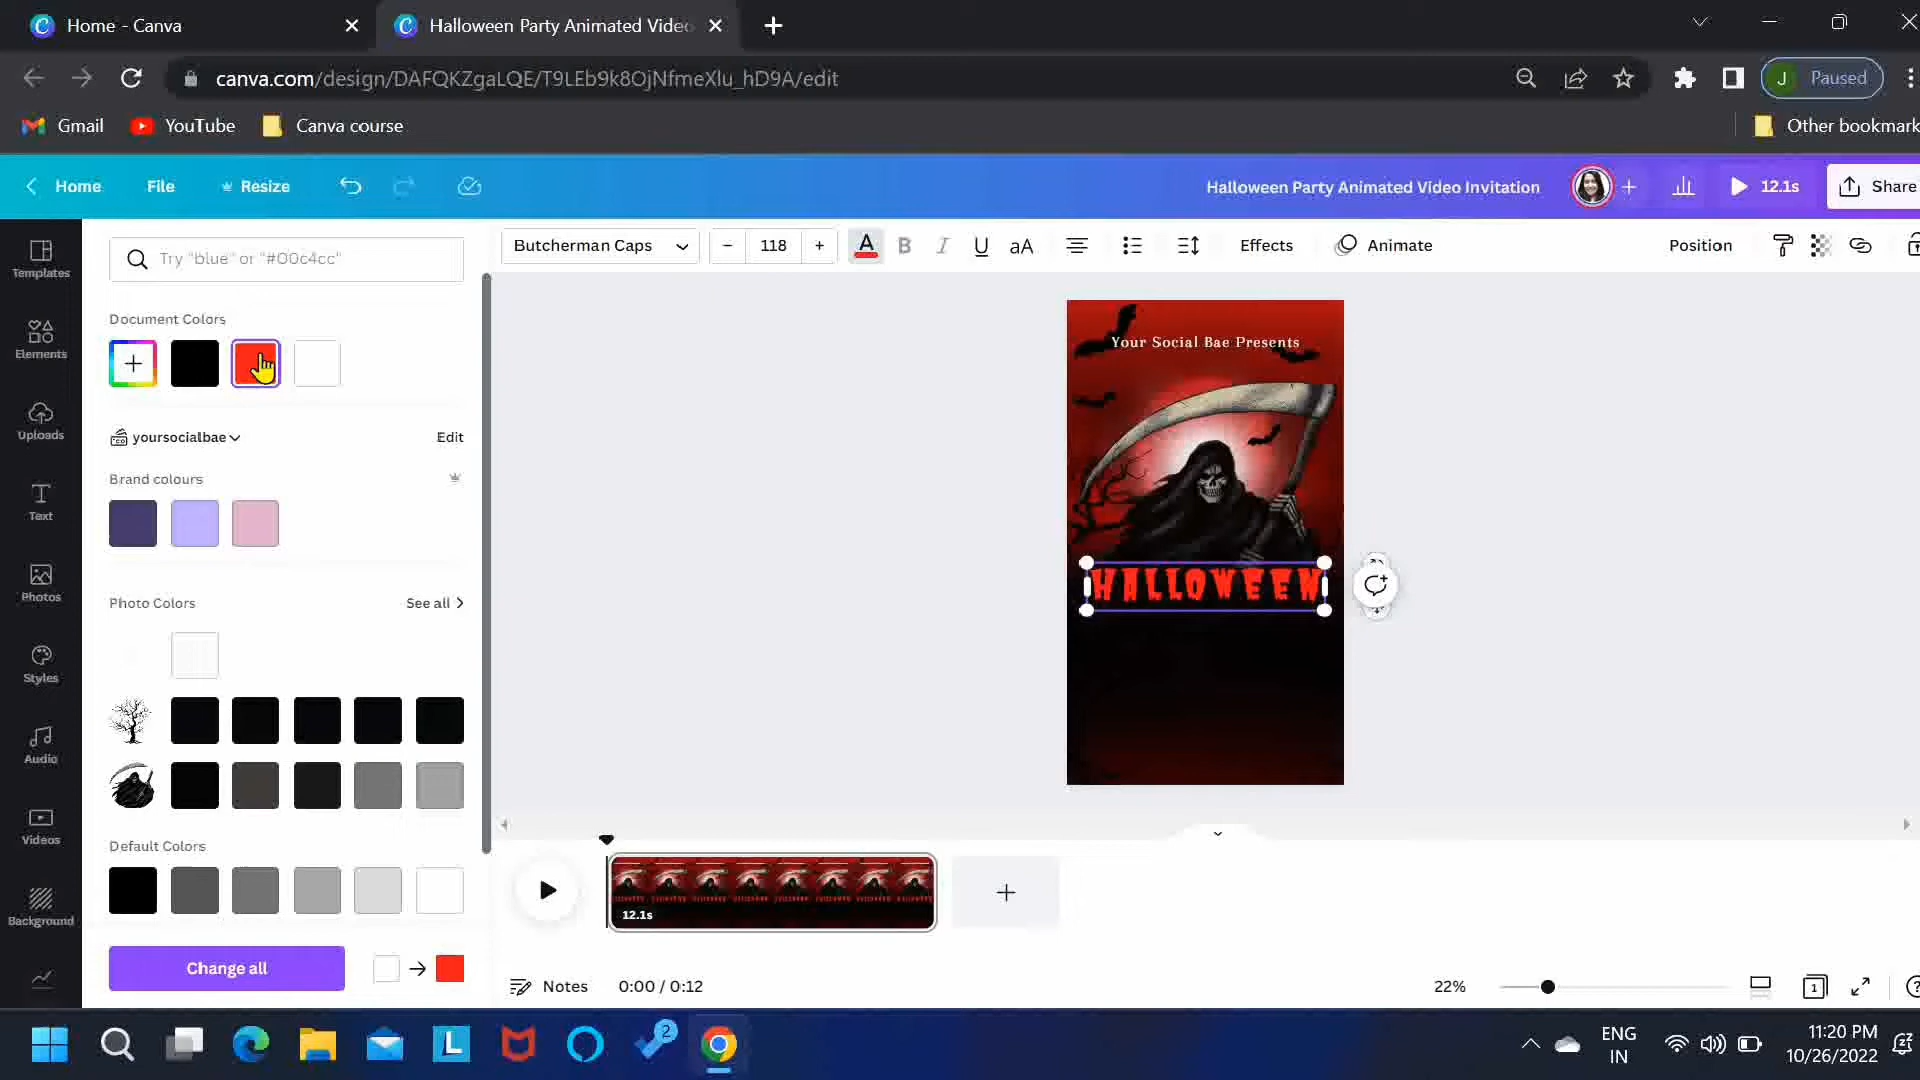 Home - Canva
Halloween Party Animated Video
canva.com/design/DAFQKZgaLQE/T9LEb9k8OjNfmeXlu_hD9A/edit
J Paused
Gmail
YouTube
Canva course
Other bookmark
Home
File
Resize
Halloween Party Animated Video Invitation
12.1s
Share
Templates
Elements
Uploads
Text
Photos
Styles
Audio
Videos
Background
Try "blue" or "#00c4cc"
Document Colors
yoursocialbae
Edit
Brand colours
Photo Colors
See all
Default Colors
Change all
Butcherman Caps
118
A B I U aA
Effects
Animate
Position
Your Social Bae Presents
HALLOWEEN
12.1s
Notes
0:00 / 0:12
22%
1
2
ENG
IN
11:20 PM
10/26/2022